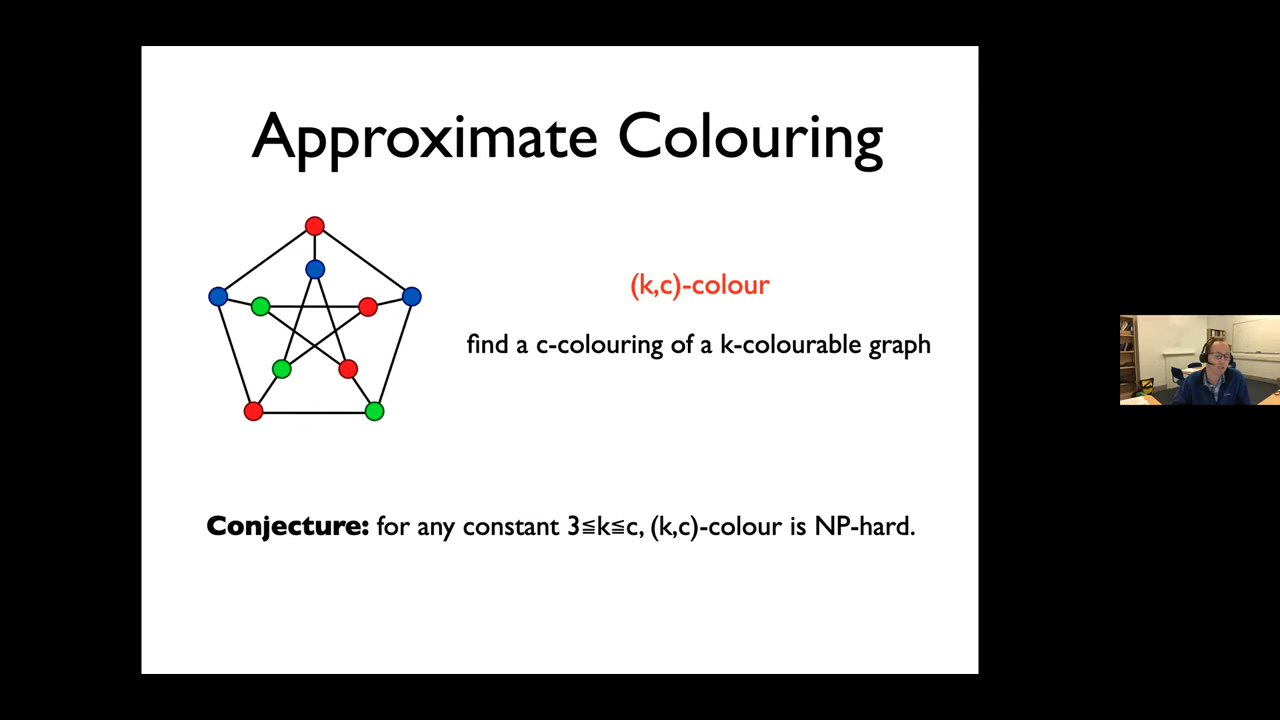 Approximate Colouring
(k,c)-colour
find a c-colouring of a k-colourable graph
Conjecture: for any constant 3≦k≦c, (k,c)-colour is NP-hard.